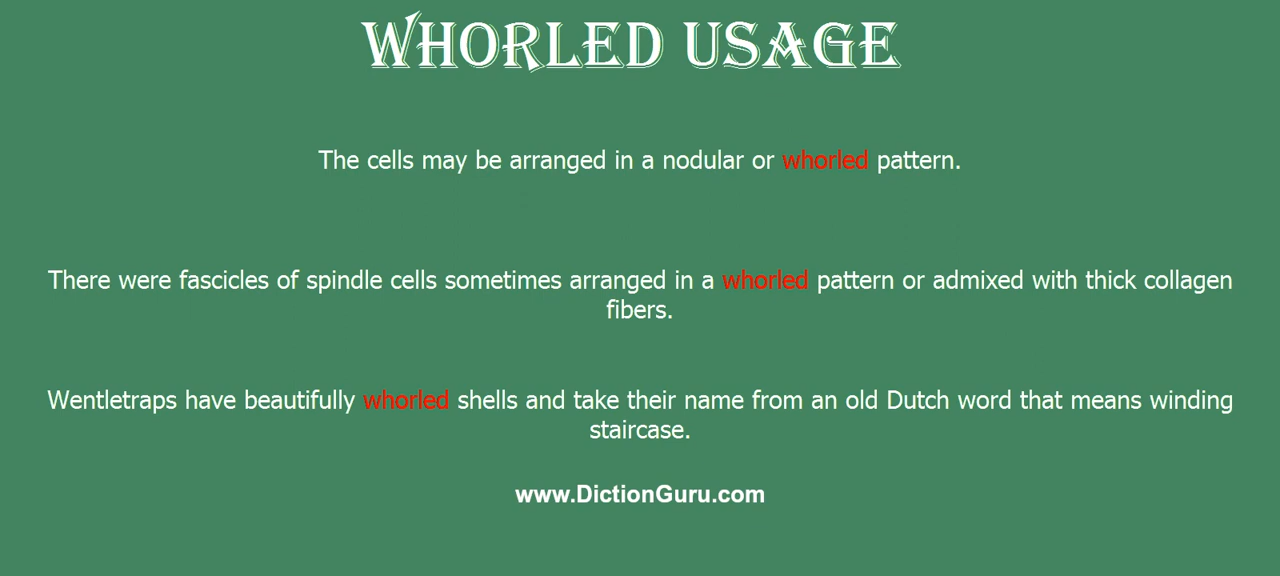 WHORLED USAGE
The cells may be arranged in a nodular or whorled pattern.
There were fascicles of spindle cells sometimes arranged in a whorled pattern or admixed with thick collagen
fibers.
Wentletraps have beautifully whorled shells and take their name from an old Dutch word that means winding
staircase.
www.DictionGuru.com